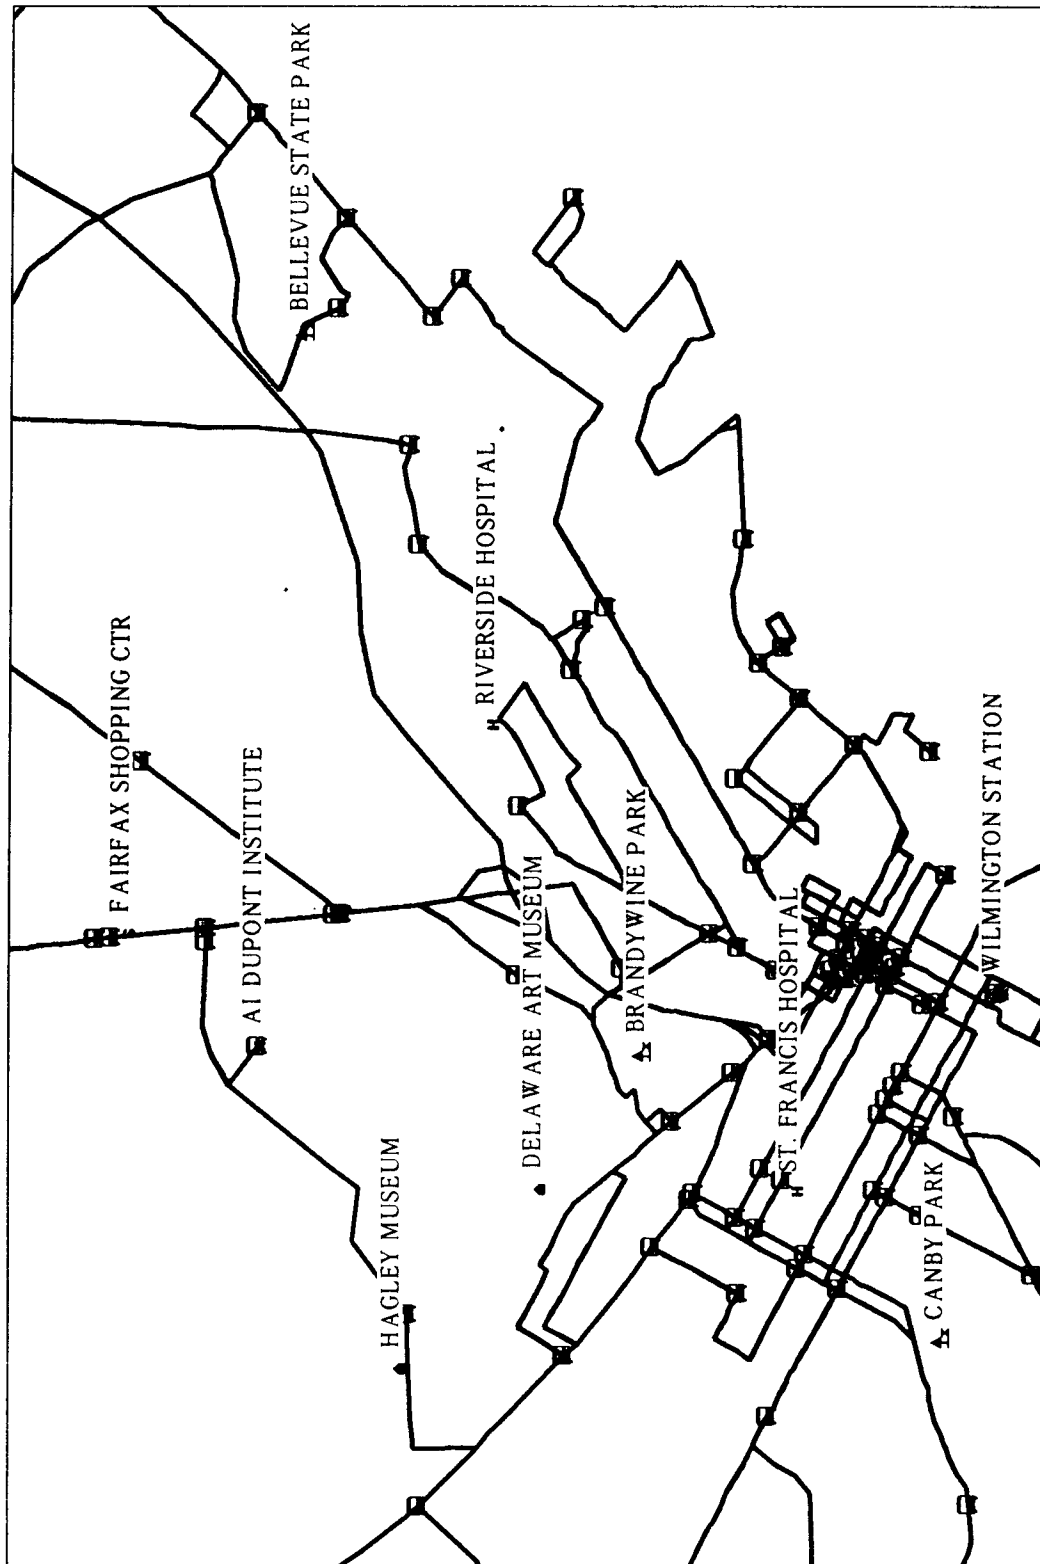 BELLEVUE STATE PARK
FAIRFAX SHOPPING CTR
RIVERSIDE HOSPITAL
AI DUPONT INSTITUTE
WILMINGTON STATION
BRANDYWINE PARK
DELAWARE ART MUSEUM
ST. FRANCIS HOSPITAL
HAGLEY MUSEUM
CANBY PARK